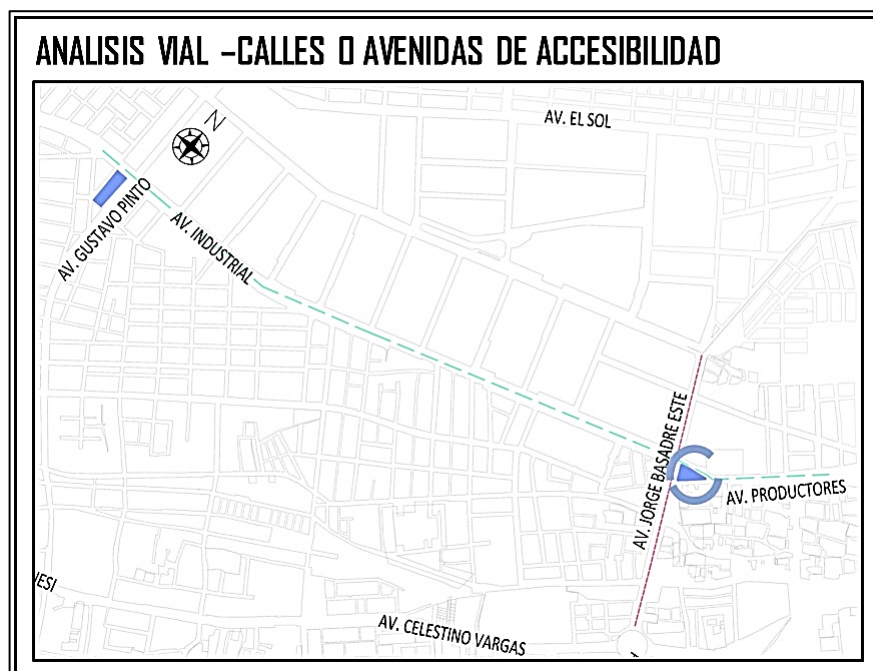 ANALISIS VIAL –CALLES O AVENIDAS DE ACCESIBILIDAD
N
AV. EL SOL
AV. GUSTAVO PINTO
AV. INDUSTRIAL
AV. JORGE BASADRE ESTE
AV. PRODUCTORES
NESI
AV. CELESTINO VARGAS